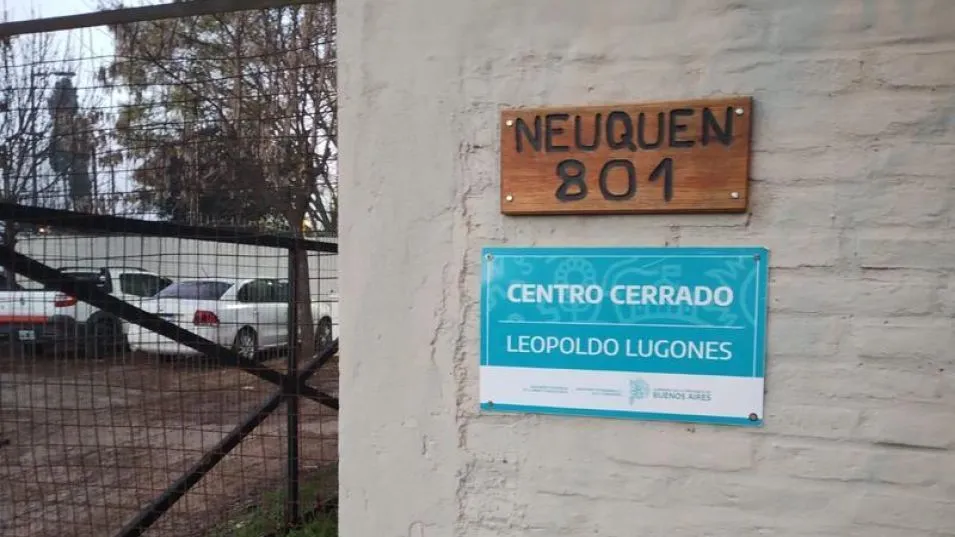 NEUQUEN
801
CENTRO CERRADO
LEOPOLDO LUGONES
BUENOS AIRES